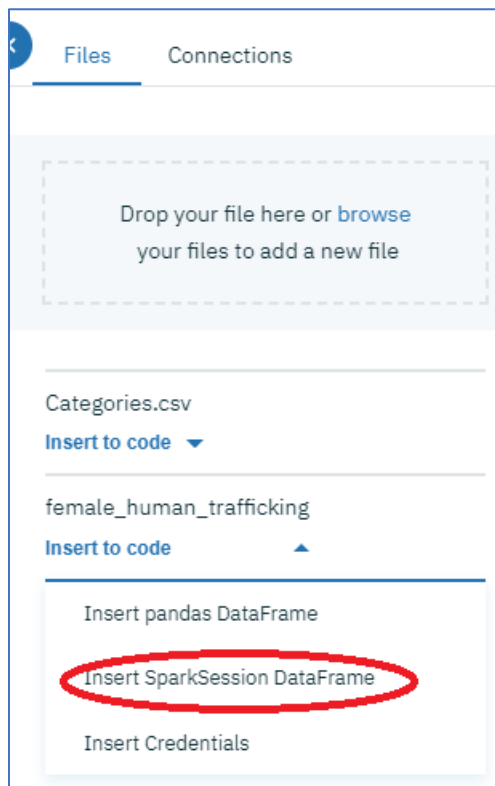 Files Connections
Drop your file here or browse
your files to add a new file
Categories.csv
Insert to code
female_human_trafficking
Insert to code
Insert pandas DataFrame
Insert SparkSession DataFrame
Insert Credentials